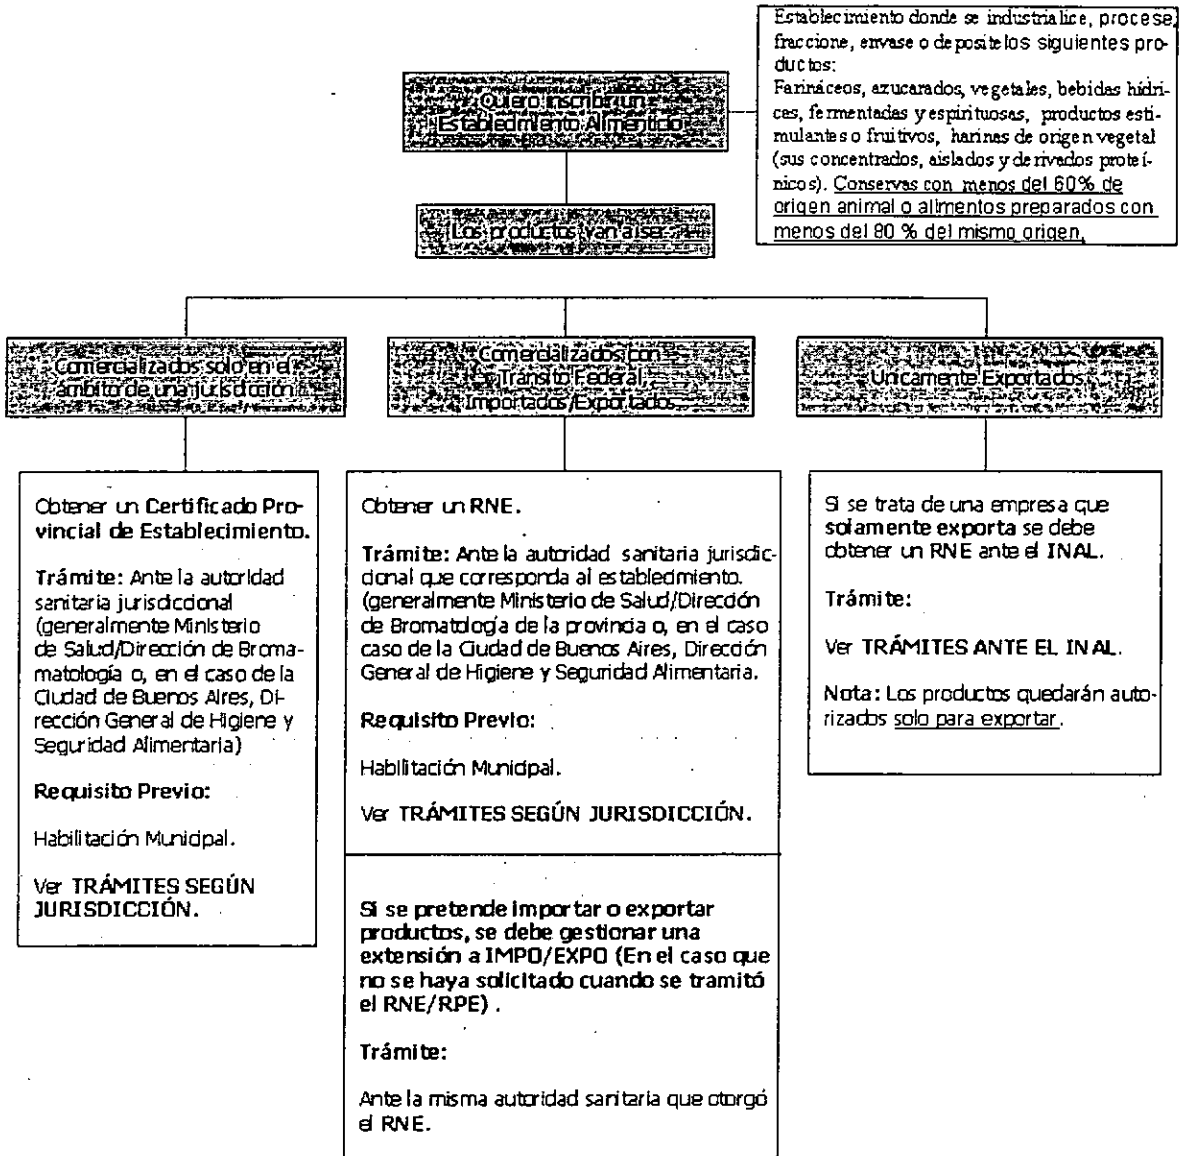 Establecimiento donde se industrialice, procese,
fraccione, envase o deposite los siguientes pro-
ductos:
Farináceos, azucarados, vegetales, bebidas hídri-
cas, fermentadas y espirituosas, productos esti-
mulantes o fruitivos, harinas de origen vegetal
(sus concentrados, aislados y derivados proteí-
nicos). Conservas con menos del 60% de
origen animal o alimentos preparados con
menos del 80 % del mismo origen.
Quiero inscribir un
Establecimiento Alimenticio
Los productos van a ser
Comercializados solo en el
ámbito de una jurisdicción
Comercializados con
Tránsito Federal,
Importados/Exportados
Unicamente Exportados
Obtener un Certificado Pro-
vincial de Establecimiento.
Trámite: Ante la autoridad
sanitaria jurisdiccional
(generalmente Ministerio
de Salud/Dirección de Broma-
matología o, en el caso de la
Ciudad de Buenos Aires, Di-
rección General de Higiene y
Seguridad Alimentaria)
Requisito Previo:
Habilitación Municipal.
Ver TRÁMITES SEGÚN
JURISDICCIÓN.
Obtener un RNE.
Trámite: Ante la autoridad sanitaria jurisdic-
cional que corresponda al establecimiento.
(generalmente Ministerio de Salud/Dirección
de Bromatología de la provincia o, en el caso
caso de la Ciudad de Buenos Aires, Dirección
General de Higiene y Seguridad Alimentaria.
Requisito Previo:
Habilitación Municipal.
Ver TRÁMITES SEGÚN JURISDICCIÓN.
Si se pretende importar o exportar
productos, se debe gestionar una
extensión a IMPO/EXPO (En el caso que
no se haya solicitado cuando se tramitó
el RNE/RPE) .
Trámite:
Ante la misma autoridad sanitaria que otorgó
el RNE.
Si se trata de una empresa que
solamente exporta se debe
obtener un RNE ante el INAL.
Trámite:
Ver TRÁMITES ANTE EL INAL.
Nota: Los productos quedarán auto-
rizados solo para exportar.